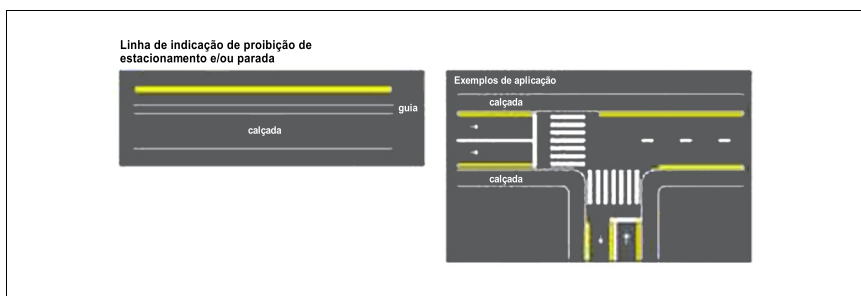 Linha de indicação de proibição de
estacionamento e/ou parada
guia
calçada
Exemplos de aplicação
calçada
calçada